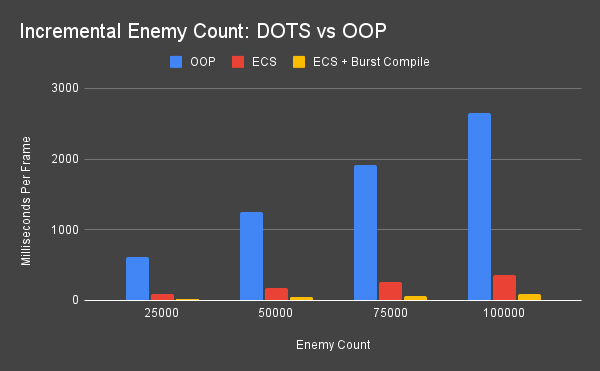 Incremental Enemy Count: DOTS vs OOP
OOP ECS ECS + Burst Compile
Milliseconds Per Frame
3000
2000
1000
0
25000 50000 75000 100000
Enemy Count